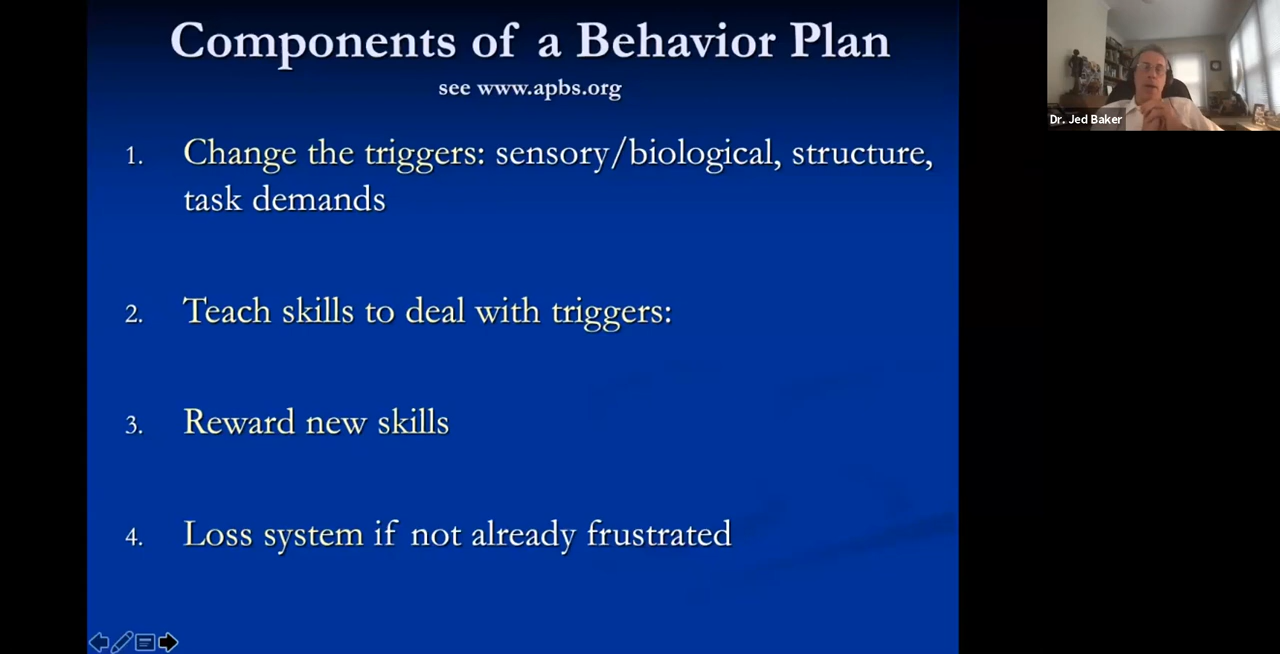 Components of a Behavior Plan
see www.apbs.org
1. Change the triggers: sensory/biological, structure,
task demands
2. Teach skills to deal with triggers:
3. Reward new skills
4. Loss system if not already frustrated
Dr. Jed Baker